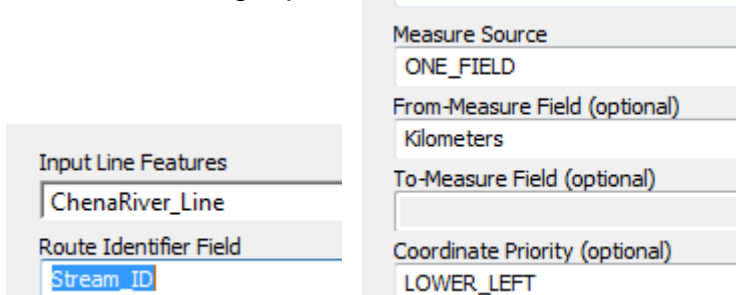 Input Line Features
ChenaRiver_Line
Route Identifier Field
Stream_ID
Measure Source
ONE_FIELD
From-Measure Field (optional)
Kilometers
To-Measure Field (optional)
Coordinate Priority (optional)
LOWER_LEFT